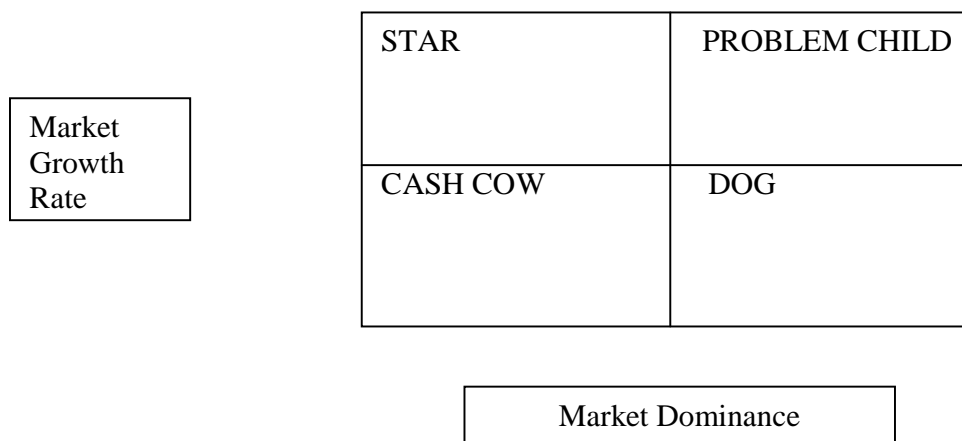 STAR
PROBLEM CHILD
Market
Growth
Rate
CASH COW
DOG
Market Dominance